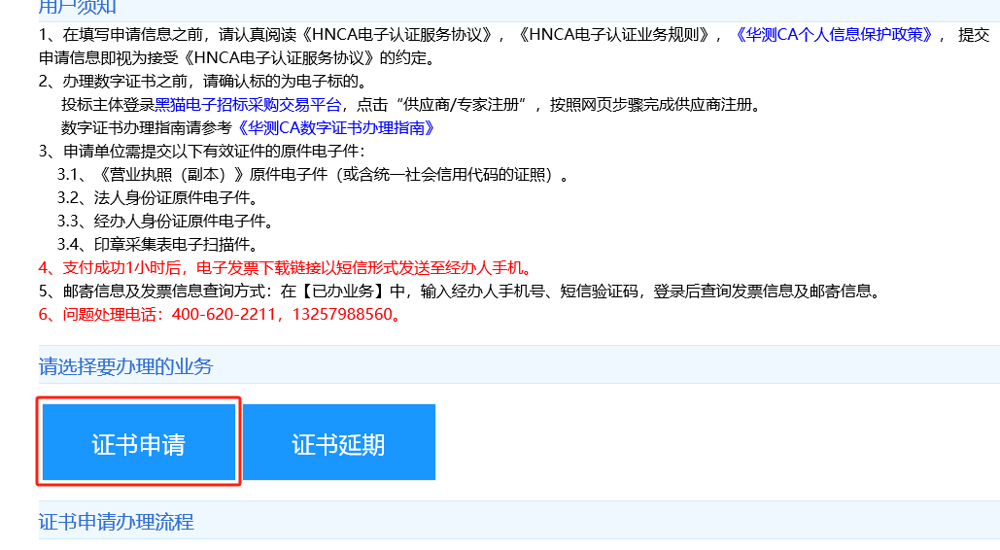 用户须知
1、在填写申请信息之前，请认真阅读《HNCA电子认证服务协议》，《HNCA电子认证业务规则》，《华测CA个人信息保护政策》，提交
申请信息即视为接受《HNCA电子认证服务协议》的约定。
2、办理数字证书之前，请确认标的为电子标的。
投标主体登录黑猫电子招标采购交易平台，点击“供应商/专家注册”，按照网页步骤完成供应商注册。
数字证书办理指南请参考《华测CA数字证书办理指南》
3、申请单位需提交以下有效证件的原件电子件：
3.1、《营业执照（副本）》原件电子件（或含统一社会信用代码的证照）。
3.2、法人身份证原件电子件。
3.3、经办人身份证原件电子件。
3.4、印章采集表电子扫描件。
4、支付成功1小时后，电子发票下载链接以短信形式发送至经办人手机。
5、邮寄信息及发票信息查询方式：在【已办业务】中，输入经办人手机号、短信验证码，登录后查询发票信息及邮寄信息。
6、问题处理电话：400-620-2211，13257988560。
请选择要办理的业务
证书申请 证书延期
证书申请办理流程